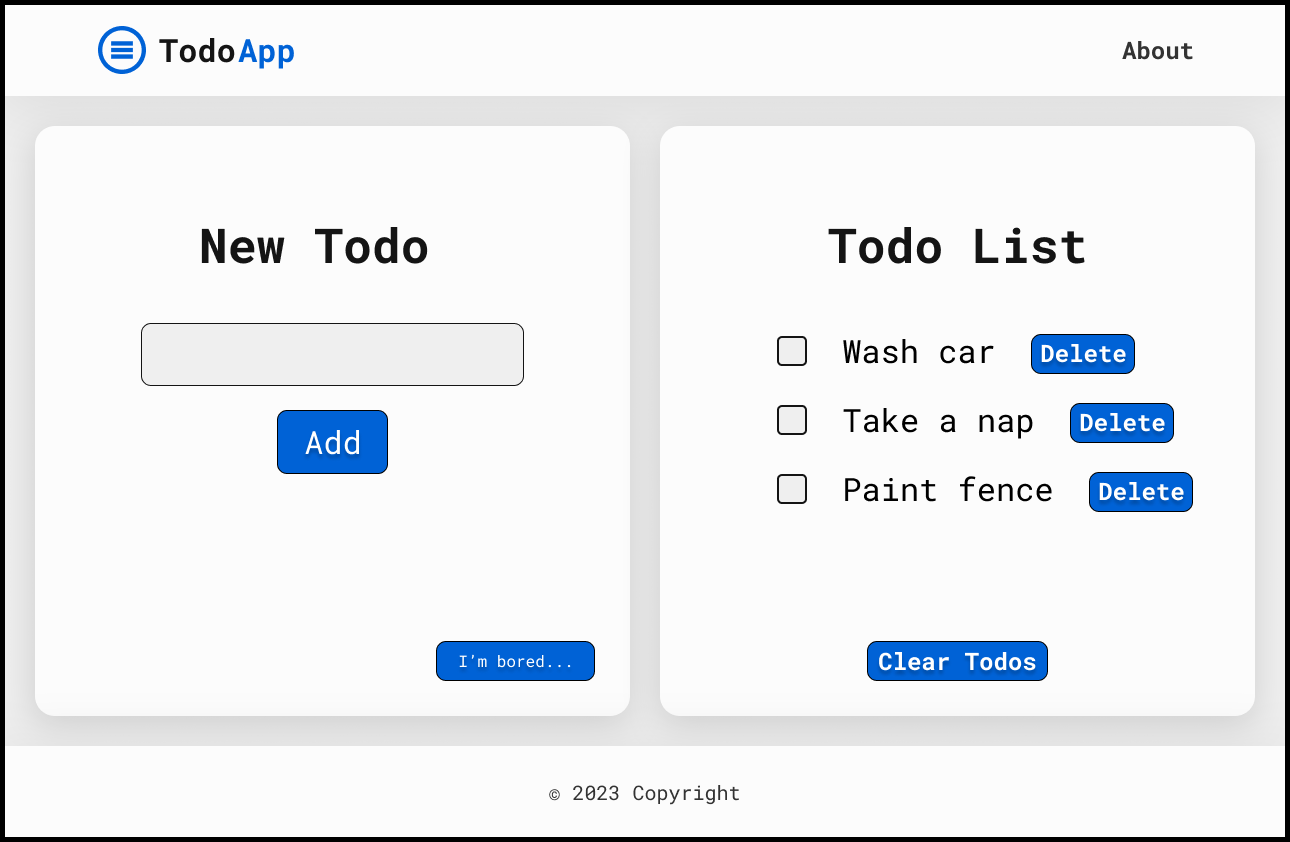 TodoApp
About
New Todo
Add
I'm bored...
Todo List
Wash car Delete
Take a nap Delete
Paint fence Delete
Clear Todos
© 2023 Copyright